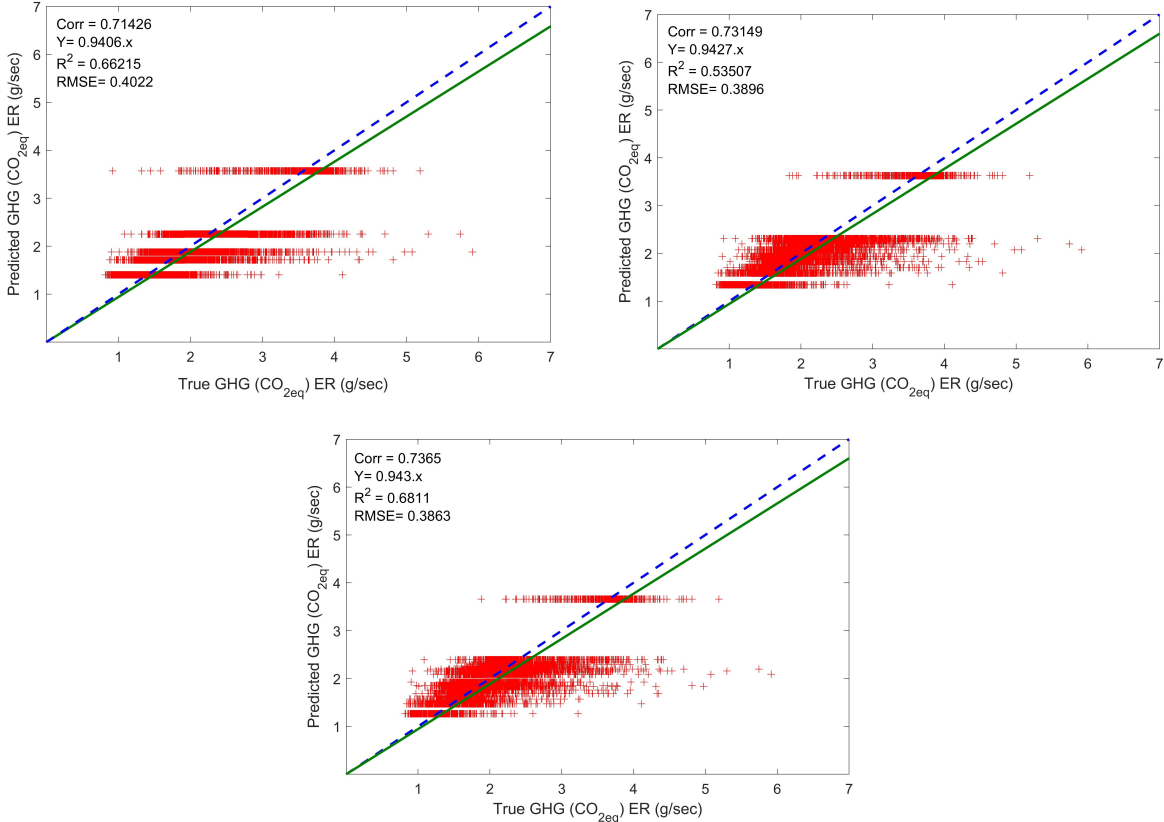 Corr = 0.71426
Y= 0.9406.x
R² = 0.66215
RMSE= 0.4022
7
6
5
4
3
2
1
Predicted GHG (CO₂eq) ER (g/sec)
1 2 3 4 5 6 7
True GHG (CO₂eq) ER (g/sec)
Corr = 0.73149
Y= 0.9427.x
R² = 0.53507
RMSE= 0.3896
7
6
5
4
3
2
1
Predicted GHG (CO₂eq) ER (g/sec)
1 2 3 4 5 6 7
True GHG (CO₂eq) ER (g/sec)
Corr = 0.7365
Y= 0.943.x
R² = 0.6811
RMSE= 0.3863
7
6
5
4
3
2
1
Predicted GHG (CO₂eq) ER (g/sec)
1 2 3 4 5 6 7
True GHG (CO₂eq) ER (g/sec)